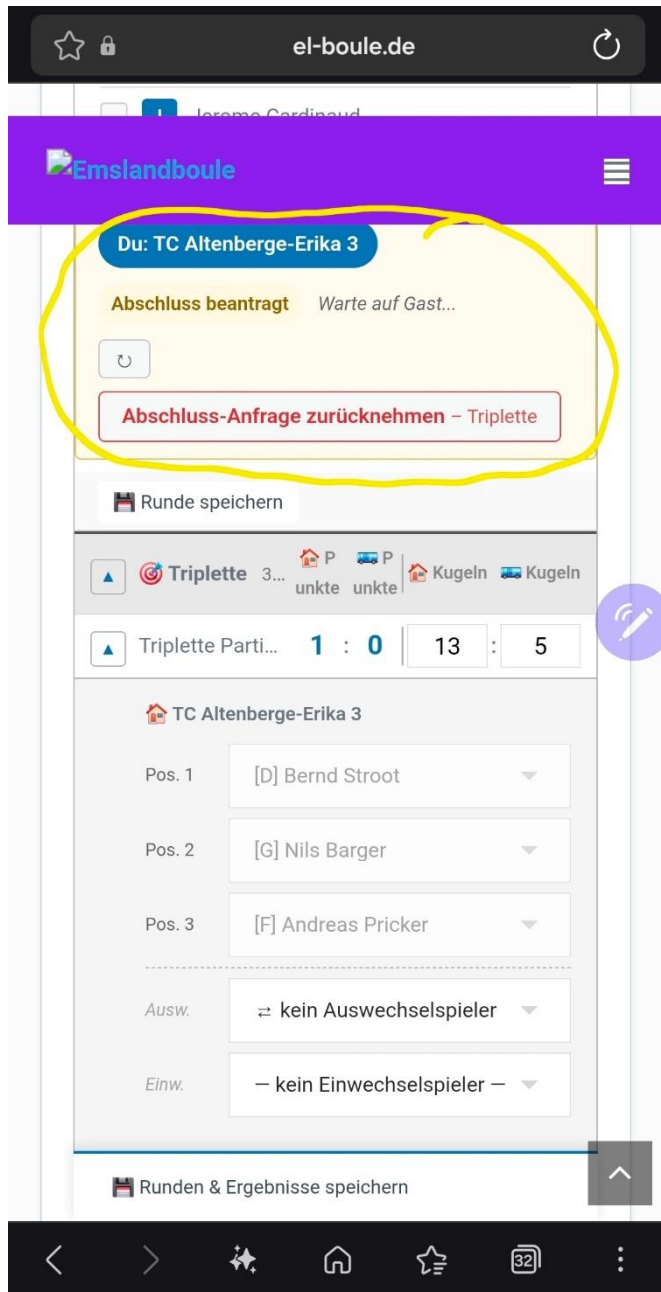 el-boule.de
Jerome Cardinaud
Emslandboule
Du: TC Altenberge-Erika 3
Abschluss beantragt Warte auf Gast...
Abschluss-Anfrage zurücknehmen – Triplette
Runde speichern
Triplette 3... P unkte P unkte Kugeln Kugeln
Triplette Parti... 1 : 0 13 : 5
TC Altenberge-Erika 3
Pos. 1 [D] Bernd Stroot
Pos. 2 [G] Nils Barger
Pos. 3 [F] Andreas Pricker
Ausw. ⇄ kein Auswechselspieler
Einw. — kein Einwechselspieler —
Runden & Ergebnisse speichern
32